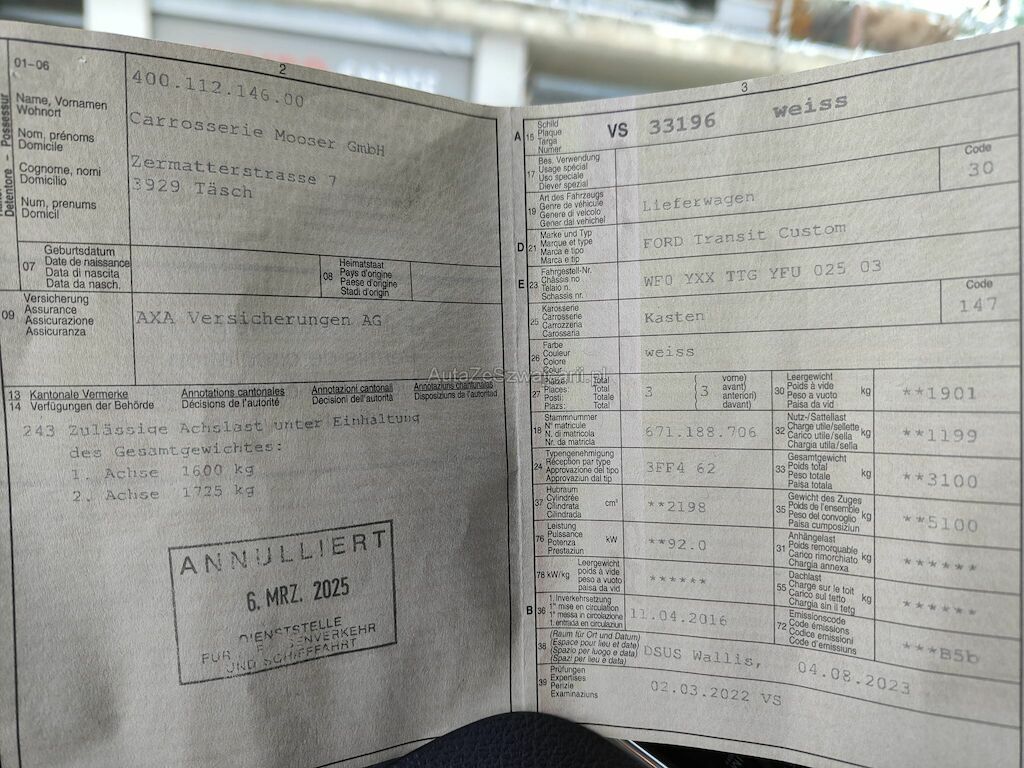 2
01-06
400.112.146.00
Name, Vornamen
Wohnort
Nom, prénoms
Domicile
Cognome, nomi
Domicilio
Num, prenums
Domicil
Detentore - Possessur
Carrosserie Mooser GmbH
Zermatterstrasse 7
3929 Täsch
07
Geburtsdatum
Date de naissance
Data di nascita
Data da nasch.
08
Heimatstaat
Pays d'origine
Paese d'origine
Stadi d'origin
09
Versicherung
Assurance
Assicurazione
Assicuranza
AXA Versicherungen AG
13 Kantonale Vermerke
14 Verfügungen der Behörde
Annotations cantonales
Décisions de l'autorité
Annotazioni cantonali
Decisioni dell'autorità
Annotaziuns chantunalas
Disposiziuns da l'autoritad
243 Zulässige Achslast unter Einhaltung
des Gesamtgewichtes:
1. Achse 1600 kg
2. Achse 1725 kg
ANNULLIERT
6. MRZ. 2025
DIENSTSTELLE
FÜR
UND SCHIFFFAHRT
3
A 15
Schild
Plaque
Targa
Numer
VS 33196 weiss
17
Bes. Verwendung
Usage spécial
Uso speciale
Diever spezial
Code
30
19
Art des Fahrzeugs
Genre de véhicule
Genere di veicolo
Gener dal vehichel
Lieferwagen
D 21
Marke und Typ
Marque et type
Marca e tipo
Marca e tip
FORD Transit Custom
E 23
Fahrgestell-Nr.
Châssis no
Telaio n.
Schassis nr.
WF0 YXX TTG YFU 025 03
25
Karosserie
Carrosserie
Carrozzeria
Carossaria
Kasten
Code
147
26
Farbe
Couleur
Colore
Colur
weiss
AutaZeSzwajcarii.pl
27
Plätze: Total
Places: Total
Posti: Totale
Plazs: Total
3
3
vorne)
avant)
anteriori)
davant)
30
Leergewicht
Poids à vide
Peso a vuoto
Paisa da vid
kg
**1901
18
Stammnummer
N° matricule
N. di matricola
Nr. da matricla
671.188.706
32
Nutz-/Sattellast
Charge utile/sellette
Carico utile/sella
Chargia utila/sella
kg
**1199
24
Typengenehmigung
Réception par type
Approvazione del tipo
Approvaziun dal tip
3FF4 62
33
Gesamtgewicht
Poids total
Peso totale
Paisa totala
kg
**3100
37
Hubraum
Cylindrée
Cilindrata
Cilindrada
cm³
**2198
35
Gewicht des Zuges
Poids de l'ensemble
Peso del convoglio
Paisa cumposiziun
kg
**5100
76
Leistung
Puissance
Potenza
Prestaziun
kW
**92.0
31
Anhängelast
Poids remorquable
Carico rimorchiato
Chargia annexa
kg
******
78 kW/kg
Leergewicht
poids à vide
peso a vuoto
paisa da vid
******
55
Dachlast
Charge sur le toit
Carico sul tetto
Chargia sin il tetg
kg
******
B 36
1. Inverkehrsetzung
1re mise en circulation
1a messa in circolazione
1. entrada en circulaziun
11.04.2016
72
Emissionscode
Code émissions
Codice emissioni
Code d'emissiuns
***B5b
38
(Raum für Ort und Datum)
(Espace pour lieu et date)
(Spazio per luogo e data)
(Spazi per lieu e data)
DSUS Wallis, 04.08.2023
39
Prüfungen
Expertises
Perizie
Examinaziuns
02.03.2022 VS